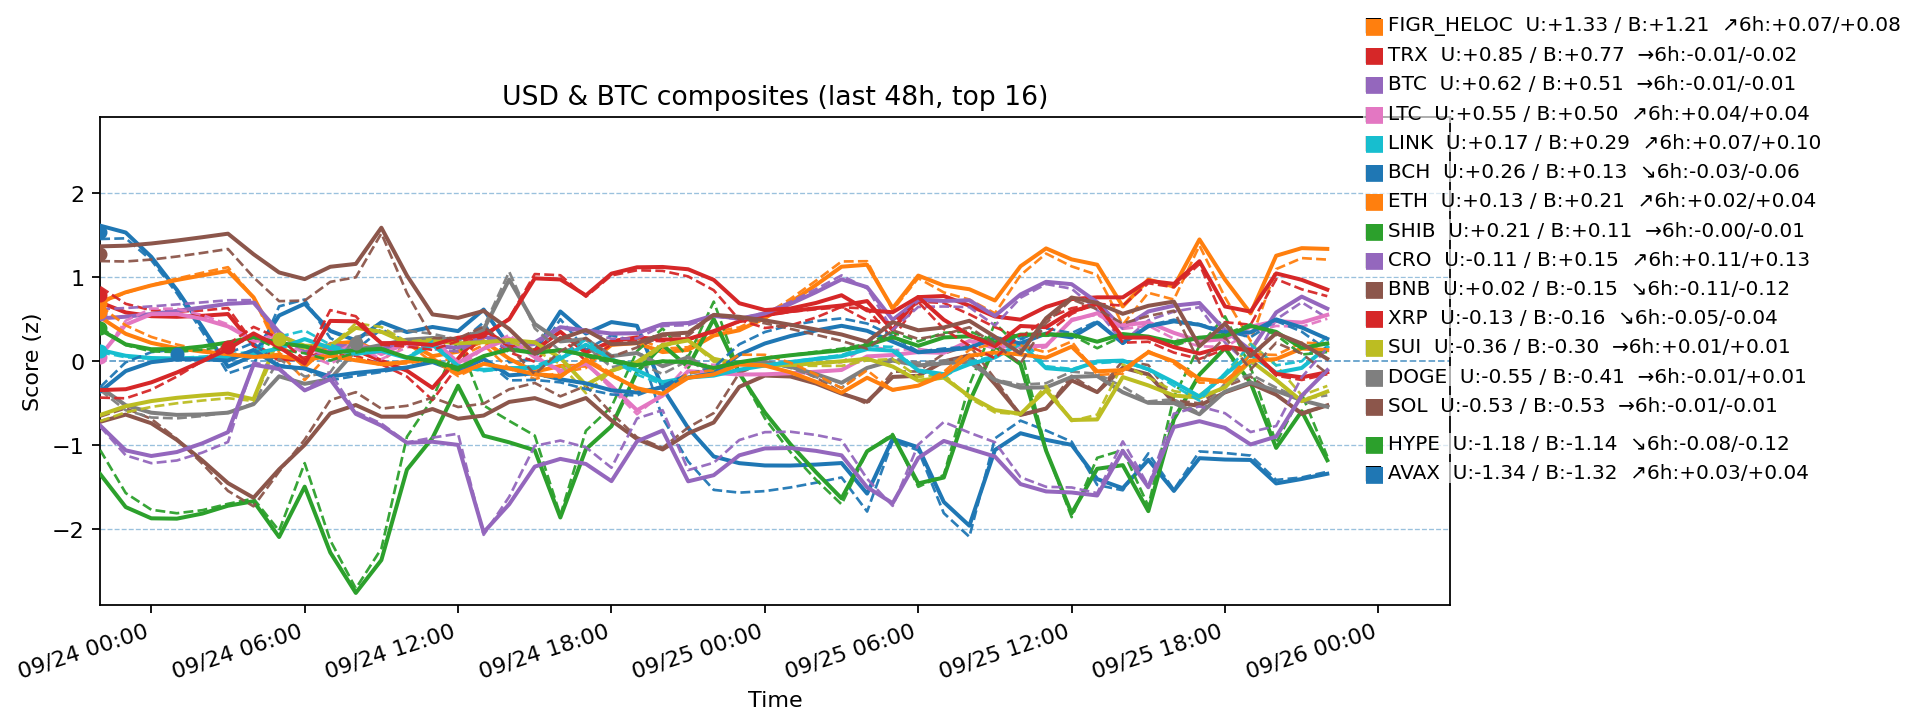 FIGR_HELOC U:+1.33 / B:+1.21 ↗6h:+0.07/+0.08
TRX U:+0.85 / B:+0.77 →6h:-0.01/-0.02
BTC U:+0.62 / B:+0.51 →6h:-0.01/-0.01
LTC U:+0.55 / B:+0.50 ↗6h:+0.04/+0.04
LINK U:+0.17 / B:+0.29 ↗6h:+0.07/+0.10
BCH U:+0.26 / B:+0.13 ↘6h:-0.03/-0.06
ETH U:+0.13 / B:+0.21 ↗6h:+0.02/+0.04
SHIB U:+0.21 / B:+0.11 →6h:-0.00/-0.01
CRO U:-0.11 / B:+0.15 ↗6h:+0.11/+0.13
BNB U:+0.02 / B:-0.15 ↘6h:-0.11/-0.12
XRP U:-0.13 / B:-0.16 ↘6h:-0.05/-0.04
SUI U:-0.36 / B:-0.30 →6h:+0.01/+0.01
DOGE U:-0.55 / B:-0.41 →6h:-0.01/+0.01
SOL U:-0.53 / B:-0.53 →6h:-0.01/-0.01
HYPE U:-1.18 / B:-1.14 ↘6h:-0.08/-0.12
AVAX U:-1.34 / B:-1.32 ↗6h:+0.03/+0.04
USD & BTC composites (last 48h, top 16)
Score (z)
2
1
0
−1
−2
09/24 00:00
09/24 06:00
09/24 12:00
09/24 18:00
09/25 00:00
09/25 06:00
09/25 12:00
09/25 18:00
09/26 00:00
Time